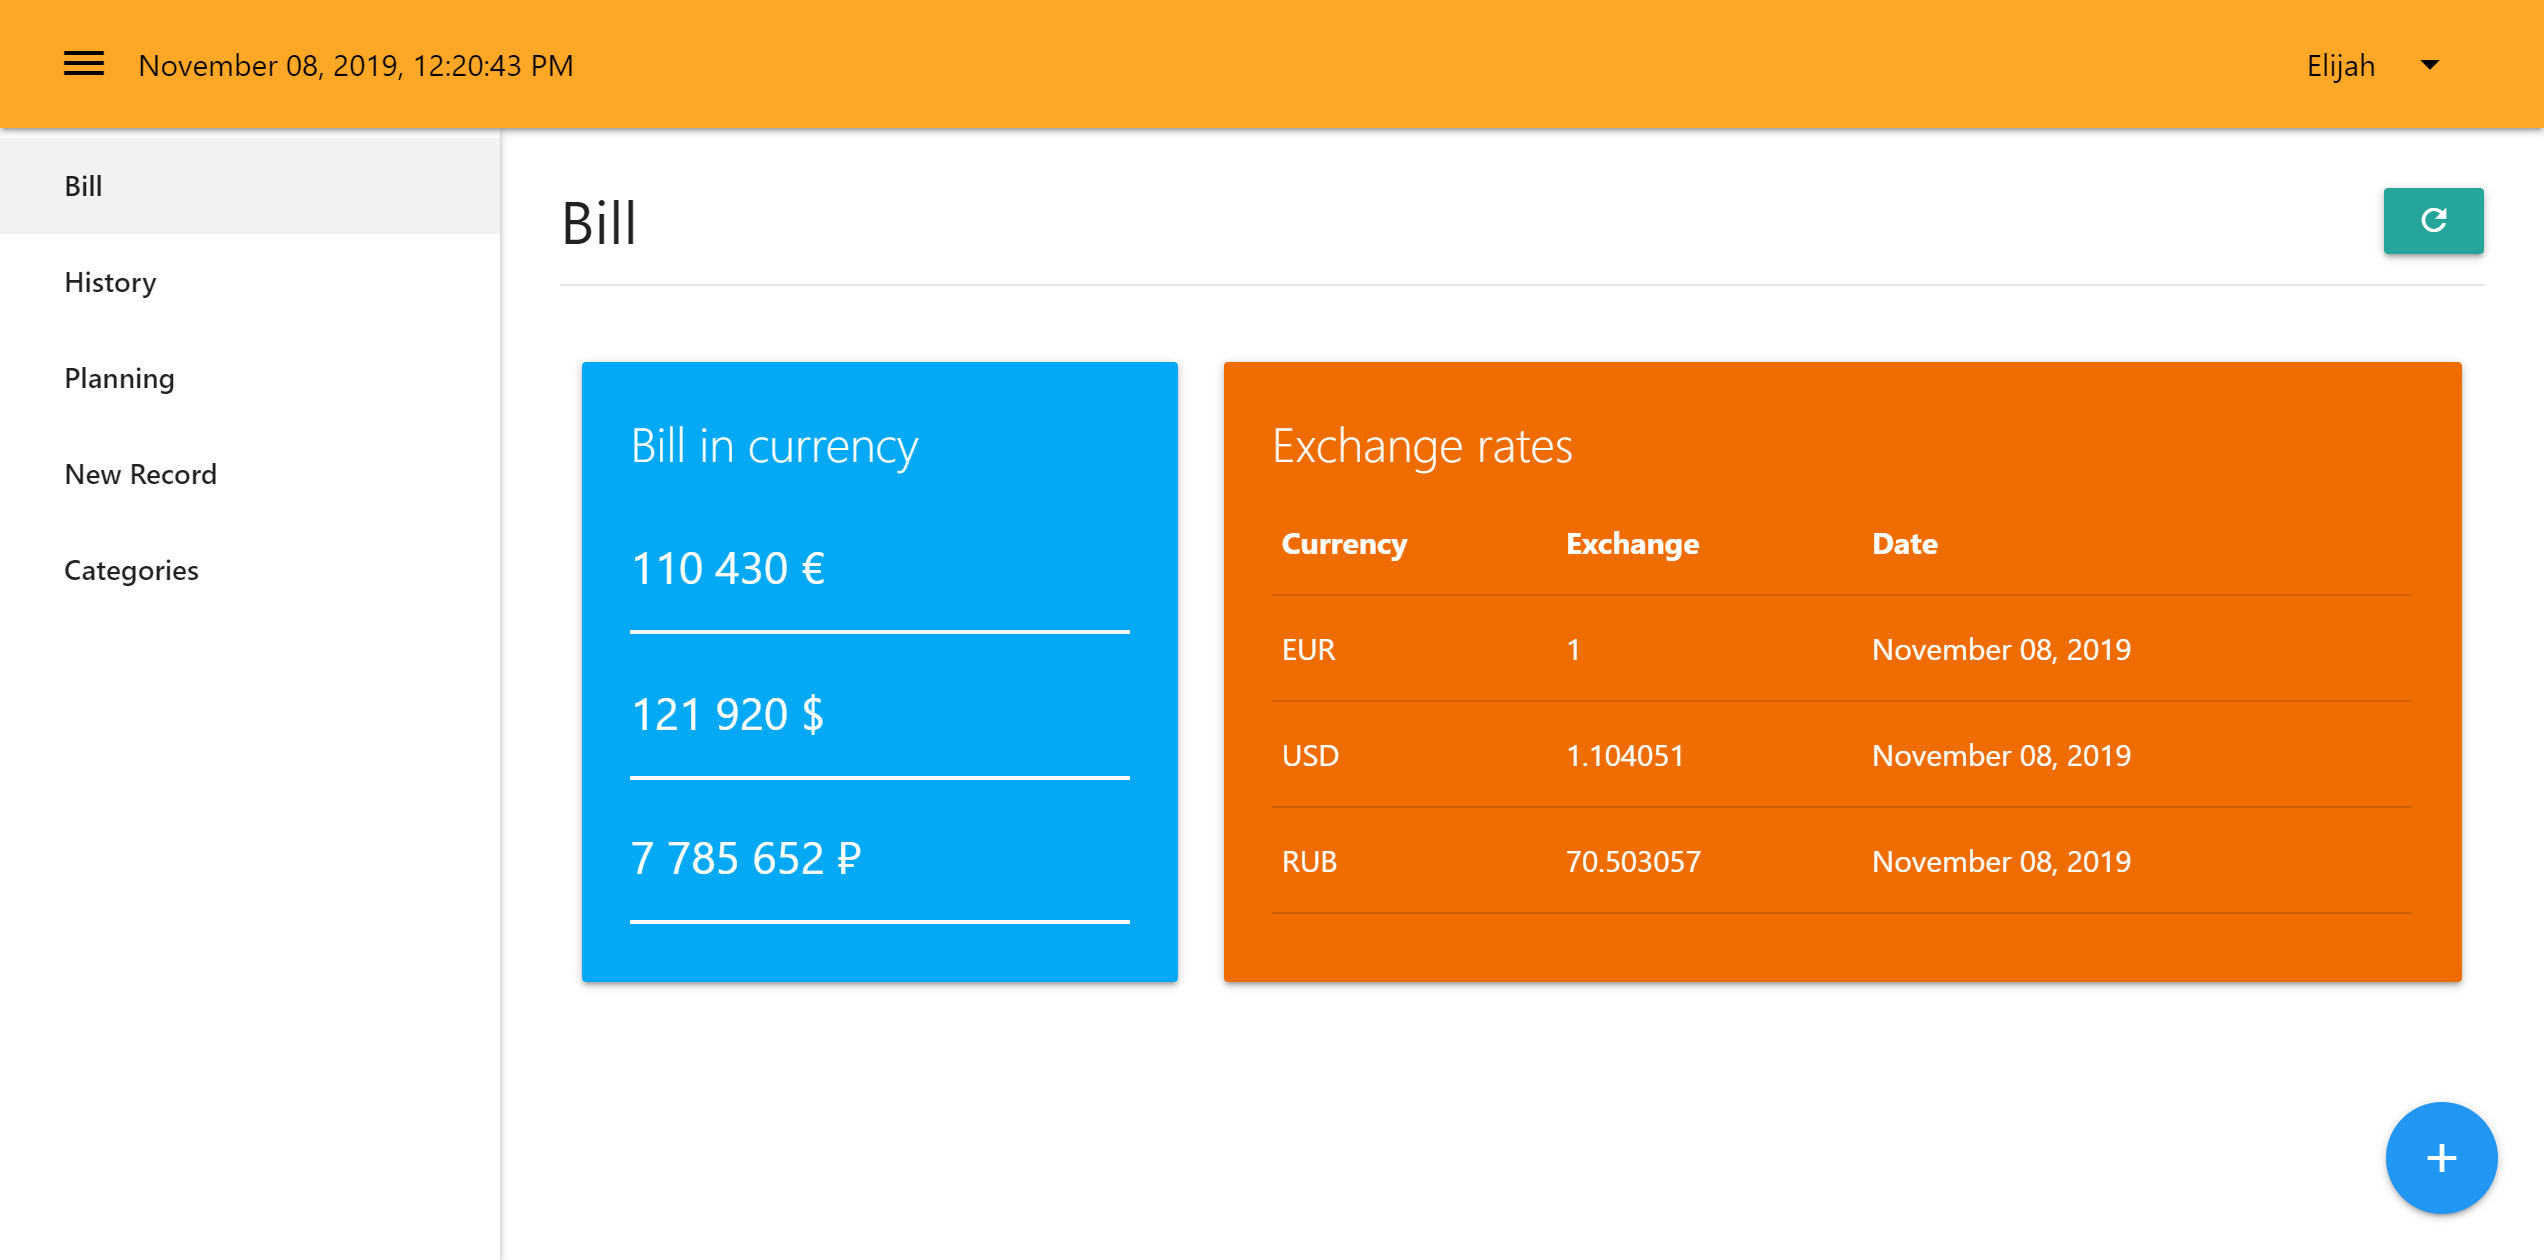 November 08, 2019, 12:20:43 PM
Elijah
Bill
History
Planning
New Record
Categories
Bill
Bill in currency
110 430 €
121 920 $
7 785 652 ₽
Exchange rates
Currency Exchange Date
EUR 1 November 08, 2019
USD 1.104051 November 08, 2019
RUB 70.503057 November 08, 2019